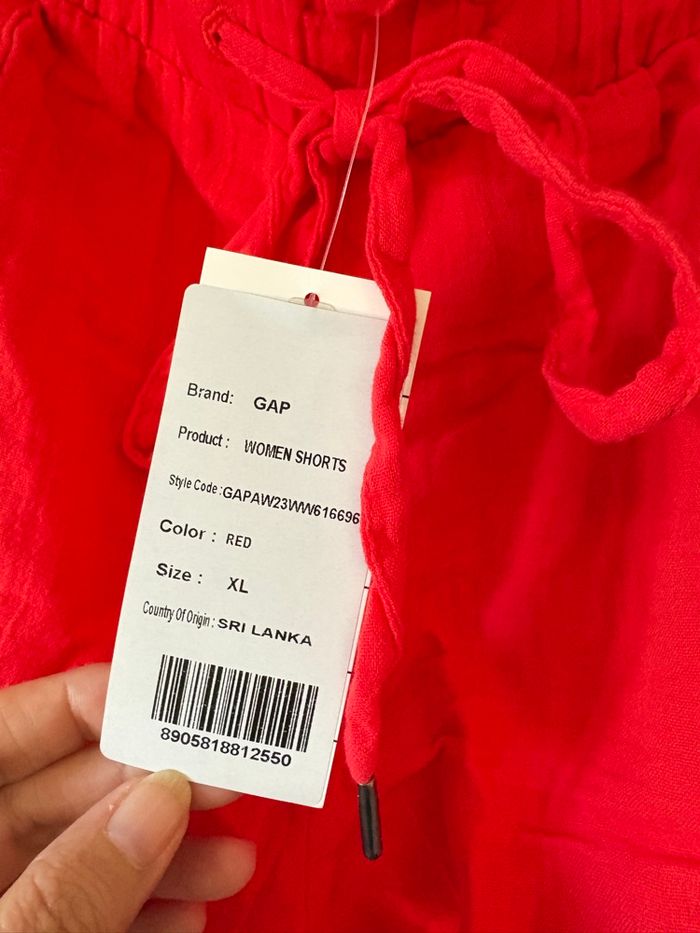 Brand: GAP
Product : WOMEN SHORTS
Style Code :GAPAW23WW616696
Color : RED
Size : XL
Country Of Origin : SRI LANKA
8905818812550